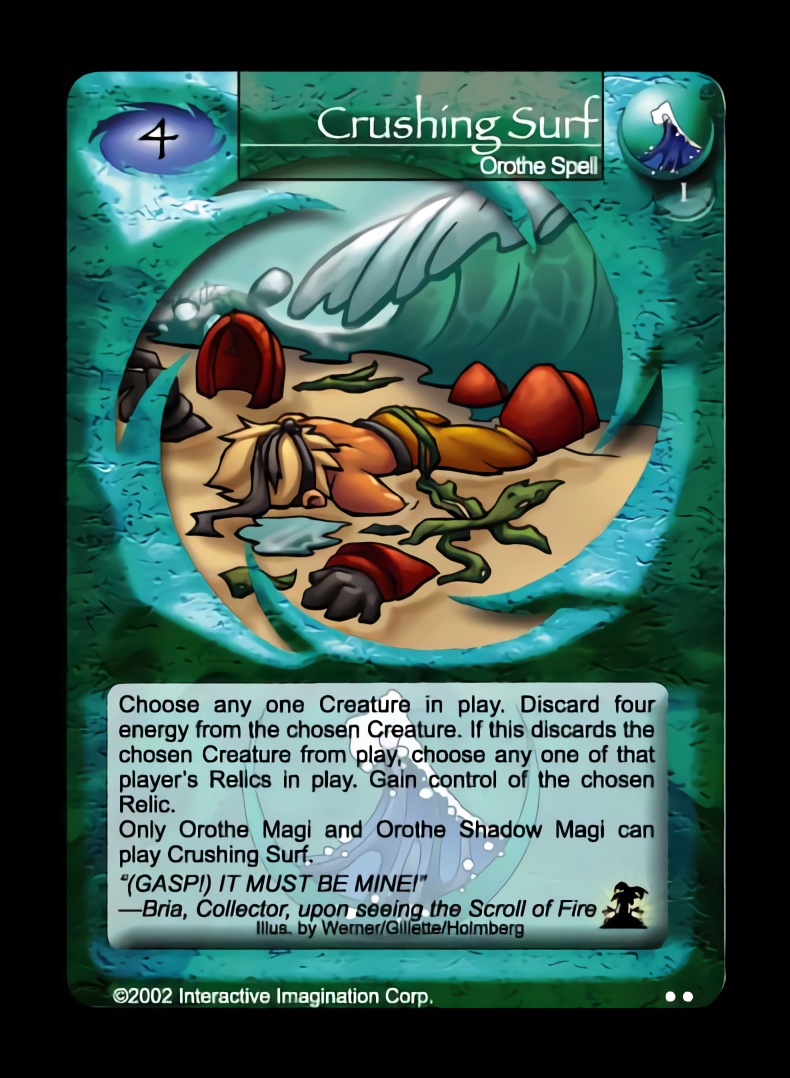 4
Crushing Surf
Orothe Spell
1
Choose any one Creature in play. Discard four
energy from the chosen Creature. If this discards the
chosen Creature from play, choose any one of that
player's Relics in play. Gain control of the chosen
Relic.
Only Orothe Magi and Orothe Shadow Magi can
play Crushing Surf.
"(GASP!) IT MUST BE MINE!"
—Bria, Collector, upon seeing the Scroll of Fire
Illus. by Werner/Gillette/Holmberg
©2002 Interactive Imagination Corp.